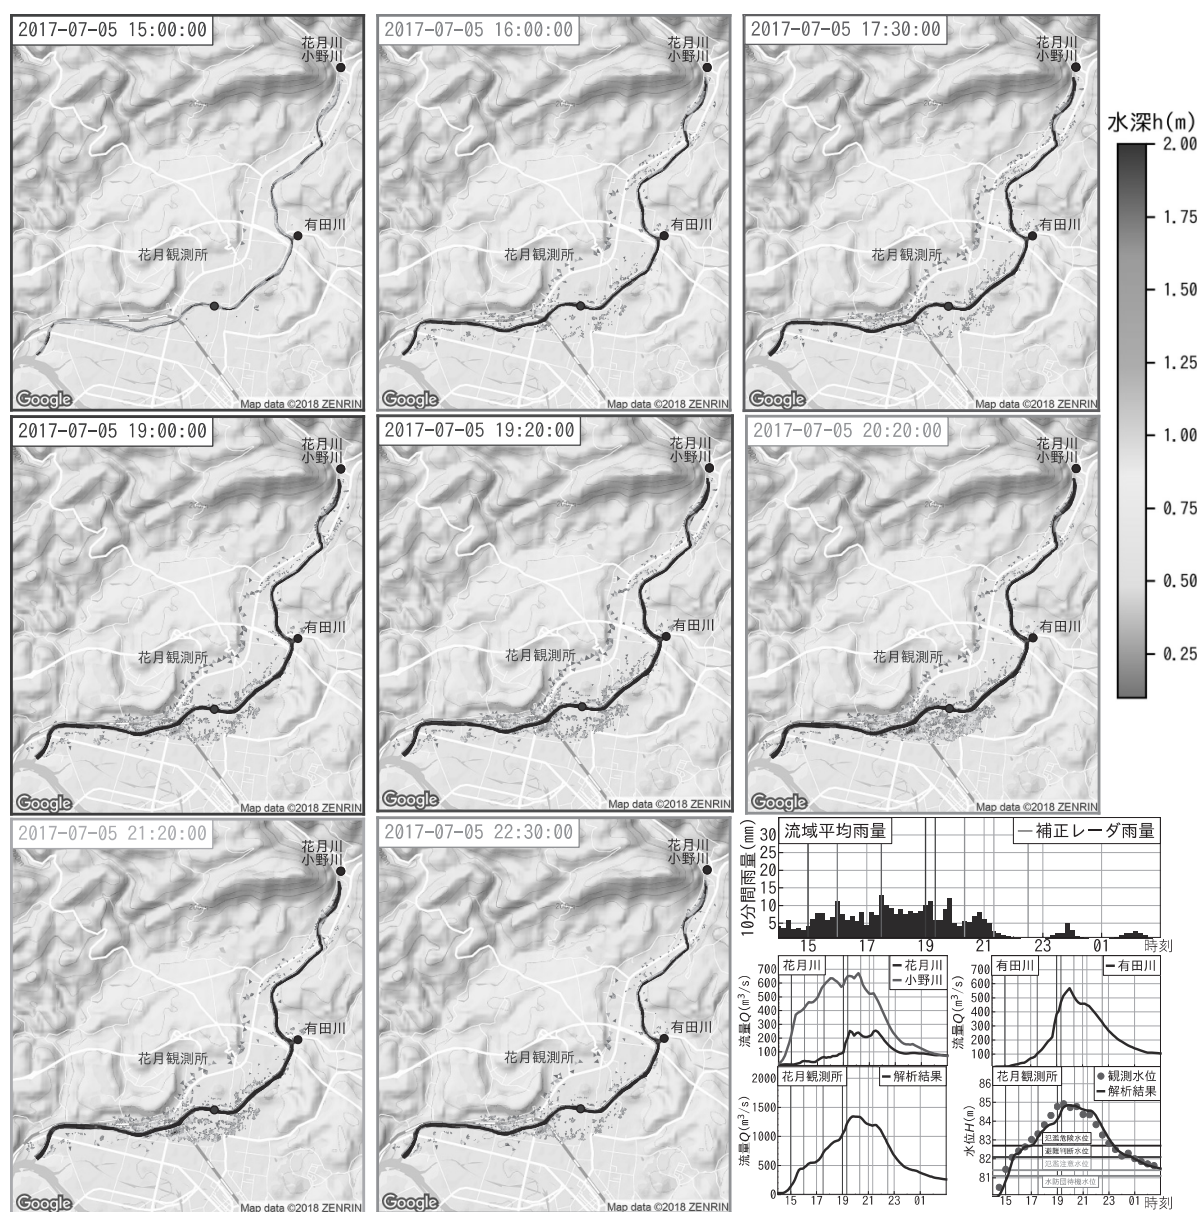 2017-07-05 15:00:00
花月川
小野川
有田川
花月観測所
Google
Map data ©2018 ZENRIN
2017-07-05 16:00:00
花月川
小野川
有田川
花月観測所
Google
Map data ©2018 ZENRIN
2017-07-05 17:30:00
花月川
小野川
有田川
花月観測所
Google
Map data ©2018 ZENRIN
水深h(m)
2.00
1.75
1.50
1.25
1.00
0.75
0.50
0.25
2017-07-05 19:00:00
花月川
小野川
有田川
花月観測所
Google
Map data ©2018 ZENRIN
2017-07-05 19:20:00
花月川
小野川
有田川
花月観測所
Google
Map data ©2018 ZENRIN
2017-07-05 20:20:00
花月川
小野川
有田川
花月観測所
Google
Map data ©2018 ZENRIN
2017-07-05 21:20:00
花月川
小野川
有田川
花月観測所
Google
Map data ©2018 ZENRIN
2017-07-05 22:30:00
花月川
小野川
有田川
花月観測所
Google
Map data ©2018 ZENRIN
流域平均雨量
補正レーダ雨量
10分間雨量(mm)
30
25
20
15
10
5
15 17 19 21 23 01 時刻
花月川
花月川
小野川
流量Q(m³/s)
700
600
500
400
300
200
100
有田川
有田川
流量Q(m³/s)
700
600
500
400
300
200
100
花月観測所
解析結果
流量Q(m³/s)
2000
1500
1000
500
0
15 17 19 21 23 01
花月観測所
観測水位
解析結果
水位H(m)
86
85
84
83
82
81
氾濫危険水位
避難判断水位
氾濫注意水位
水防団待機水位
15 17 19 21 23 01 時刻